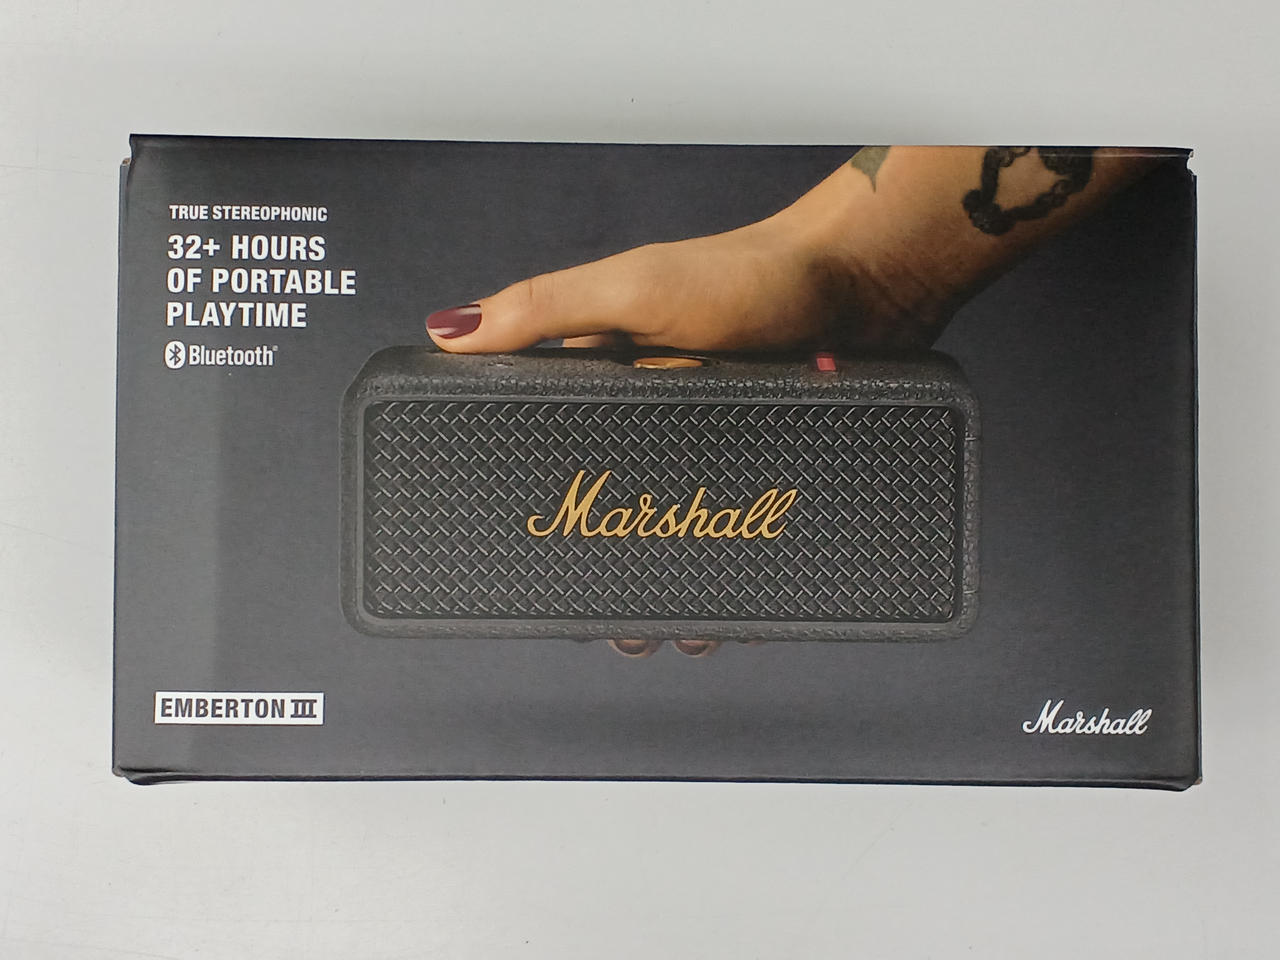 TRUE STEREOPHONIC
32+ HOURS
OF PORTABLE
PLAYTIME
Bluetooth®
Marshall
EMBERTON III
Marshall